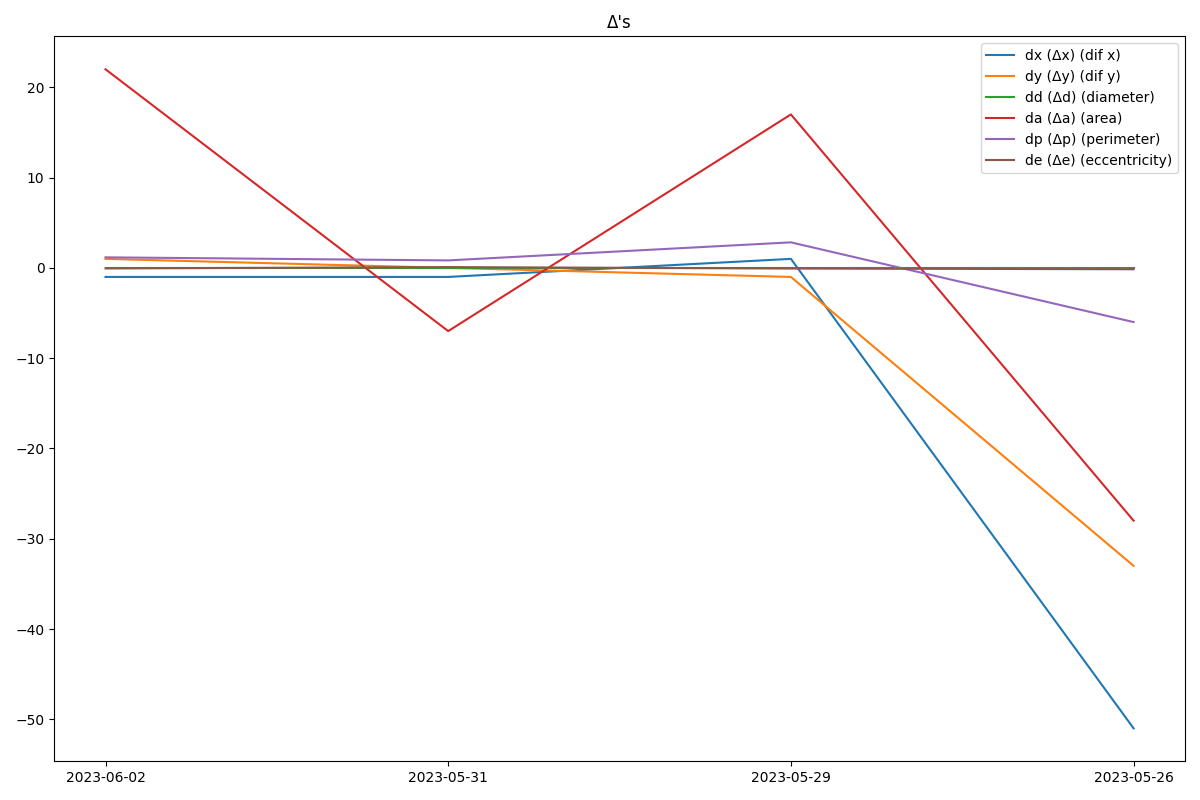 Δ's
dx (Δx) (dif x)
dy (Δy) (dif y)
dd (Δd) (diameter)
da (Δa) (area)
dp (Δp) (perimeter)
de (Δe) (eccentricity)
20
10
0
−10
−20
−30
−40
−50
2023-06-02 2023-05-31 2023-05-29 2023-05-26